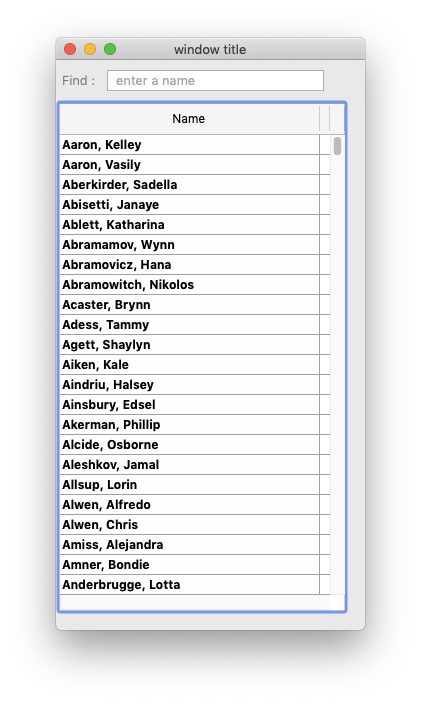 window title
Find : enter a name
Name
Aaron, Kelley
Aaron, Vasily
Aberkirder, Sadella
Abisetti, Janaye
Ablett, Katharina
Abramamov, Wynn
Abramovicz, Hana
Abramowitch, Nikolos
Acaster, Brynn
Adess, Tammy
Agett, Shaylyn
Aiken, Kale
Aindriu, Halsey
Ainsbury, Edsel
Akerman, Phillip
Alcide, Osborne
Aleshkov, Jamal
Allsup, Lorin
Alwen, Alfredo
Alwen, Chris
Amiss, Alejandra
Amner, Bondie
Anderbrugge, Lotta